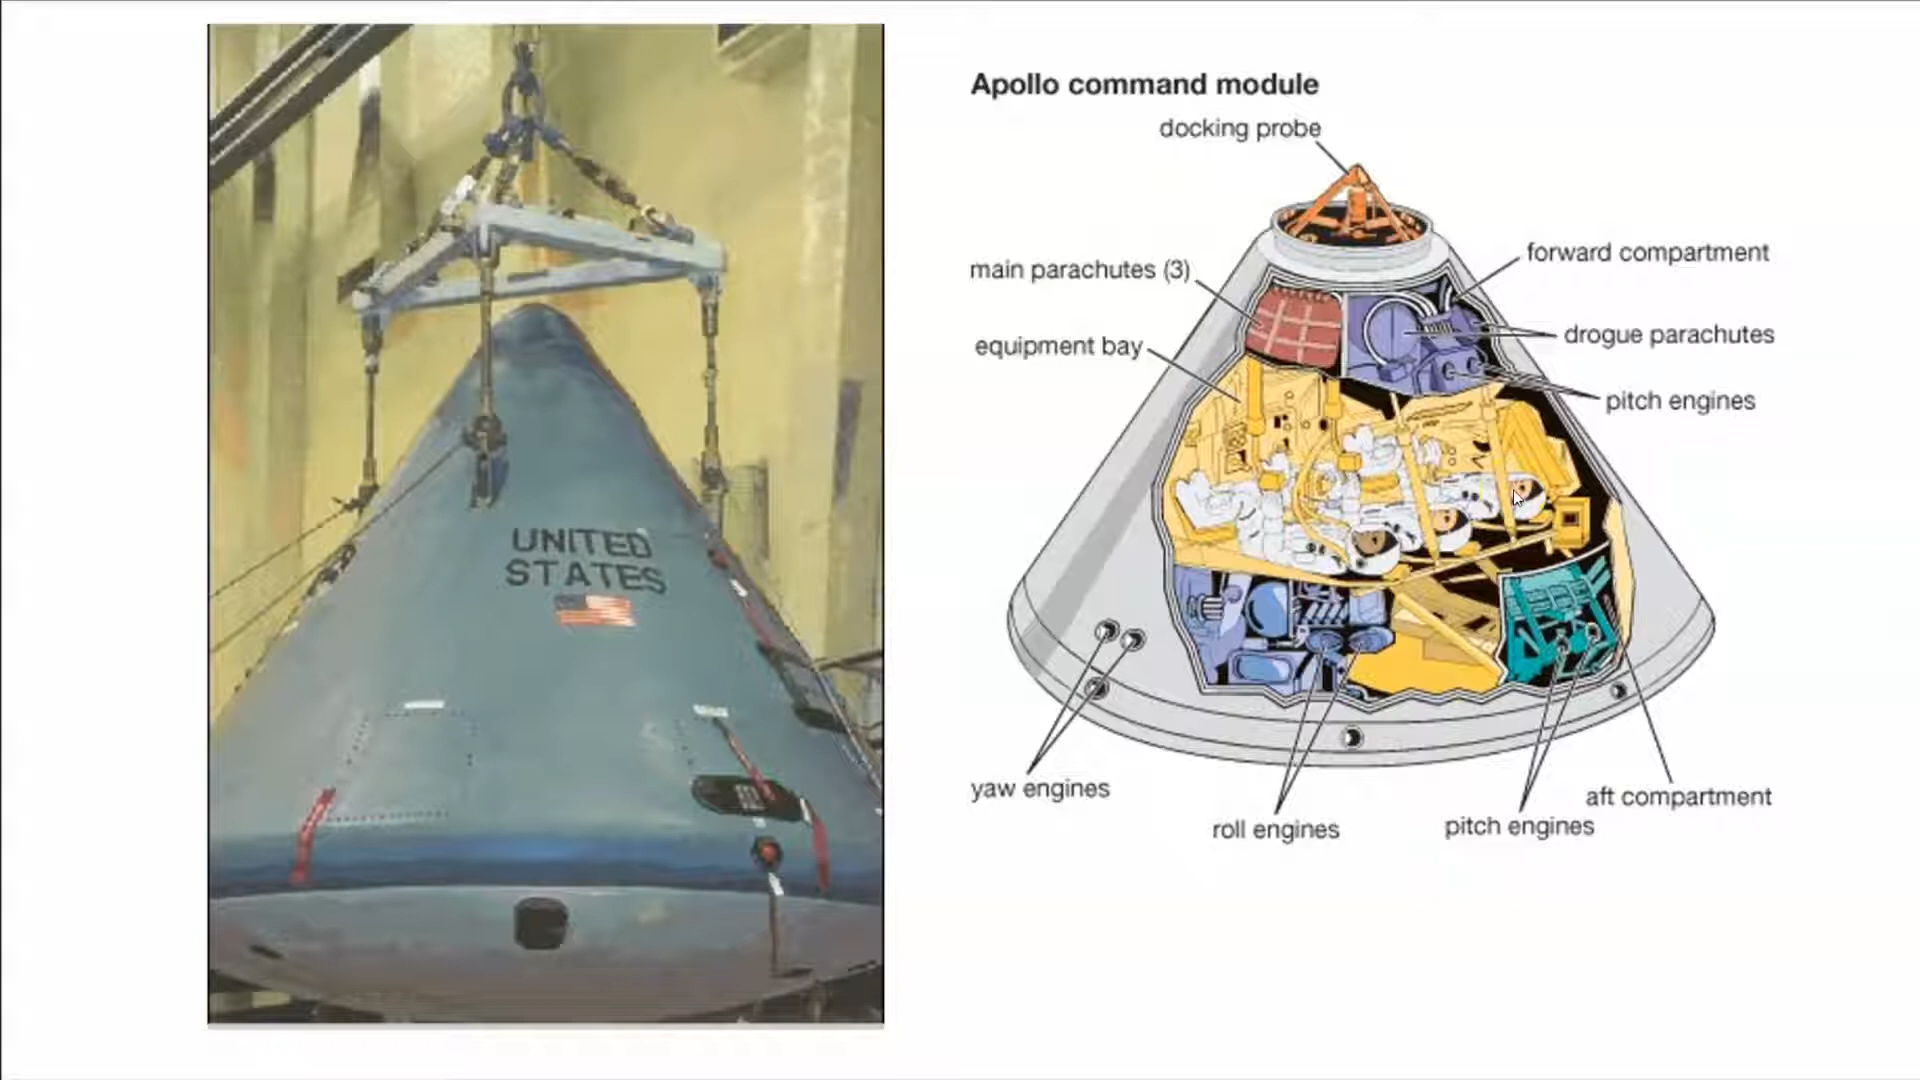 UNITED
STATES
Apollo command module
docking probe
forward compartment
main parachutes (3)
drogue parachutes
equipment bay
pitch engines
yaw engines
aft compartment
roll engines
pitch engines